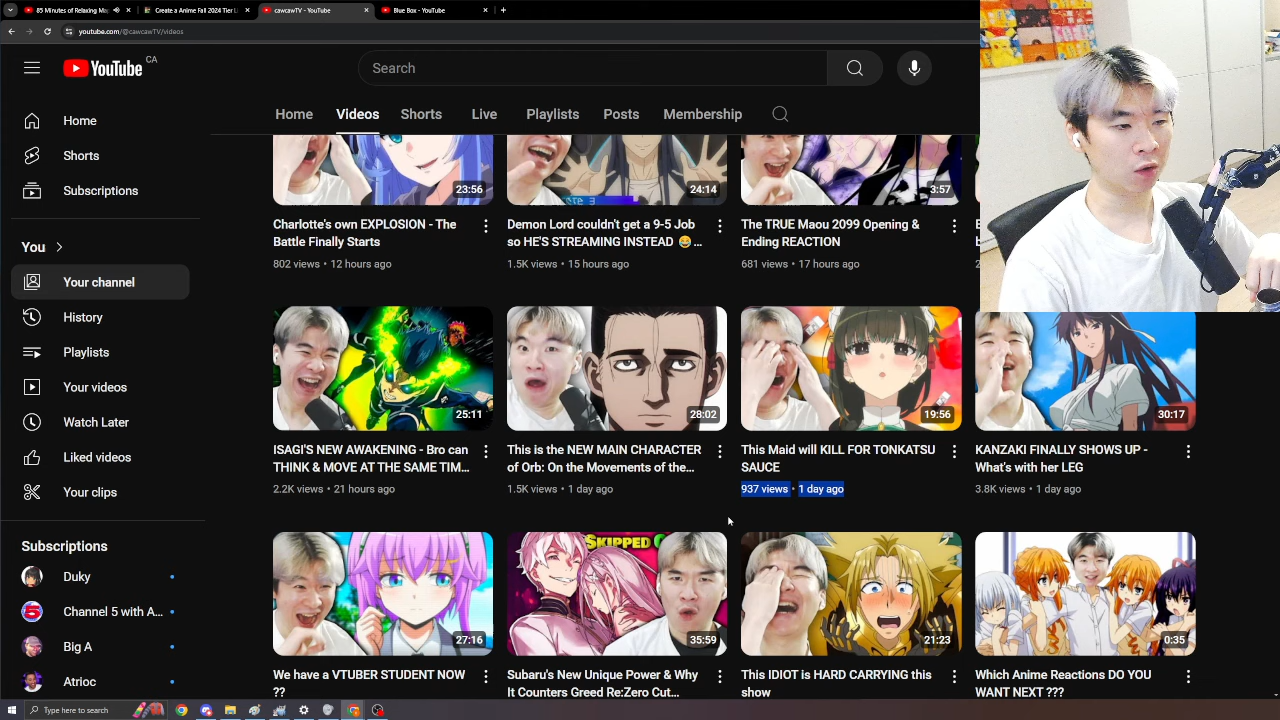 85 Minutes of Relaxing Ma
Create a Anime Fall 2024 Tier L
cawcawTV - YouTube
Blue Box - YouTube
youtube.com/@cawcawTV/videos
YouTube CA
Search
Home
Videos
Shorts
Live
Playlists
Posts
Membership
Home
Shorts
Subscriptions
You
Your channel
History
Playlists
Your videos
Watch Later
Liked videos
Your clips
Subscriptions
Duky
Channel 5 with A...
Big A
Atrioc
23:56
Charlotte's own EXPLOSION - The
Battle Finally Starts
802 views • 12 hours ago
24:14
Demon Lord couldn't get a 9-5 Job
so HE'S STREAMING INSTEAD 😂 ...
1.5K views • 15 hours ago
3:57
The TRUE Maou 2099 Opening &
Ending REACTION
681 views • 17 hours ago
25:11
ISAGI'S NEW AWAKENING - Bro can
THINK & MOVE AT THE SAME TIM...
2.2K views • 21 hours ago
28:02
This is the NEW MAIN CHARACTER
of Orb: On the Movements of the...
1.5K views • 1 day ago
19:56
This Maid will KILL FOR TONKATSU
SAUCE
937 views • 1 day ago
30:17
KANZAKI FINALLY SHOWS UP -
What's with her LEG
3.8K views • 1 day ago
27:16
We have a VTUBER STUDENT NOW
??
SKIPPED
35:59
Subaru's New Unique Power & Why
It Counters Greed Re:Zero Cut...
21:23
This IDIOT is HARD CARRYING this
show
0:35
Which Anime Reactions DO YOU
WANT NEXT ???
Type here to search